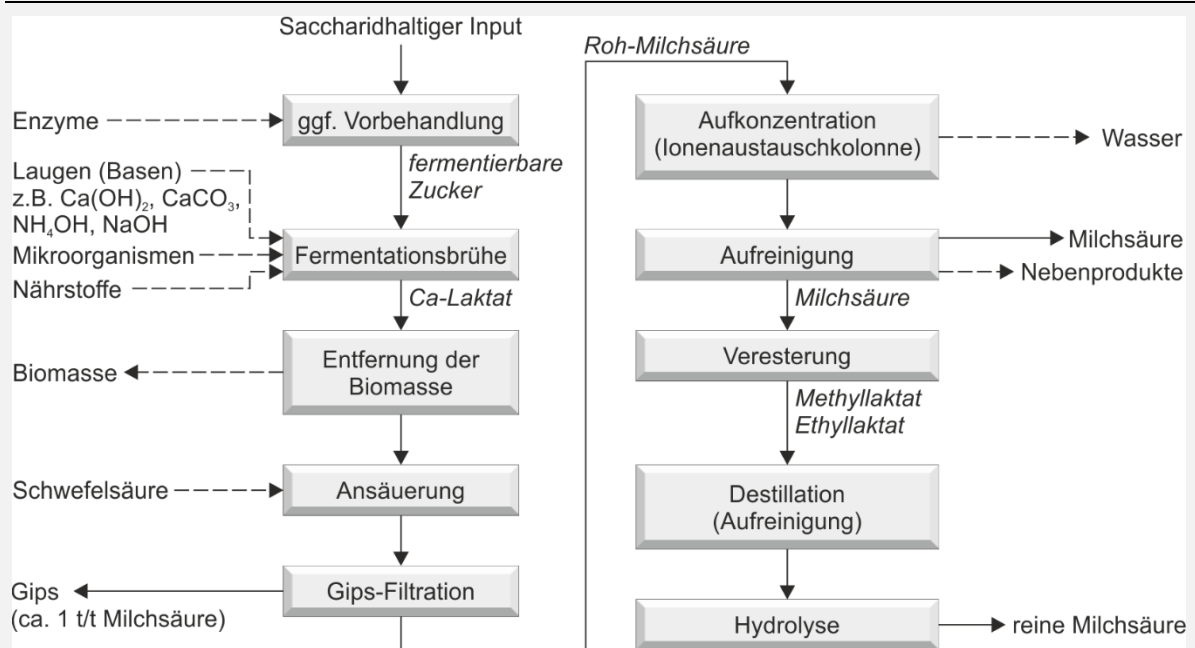 Saccharidhaltiger Input
Enzyme
ggf. Vorbehandlung
fermentierbare
Zucker
Laugen (Basen)
z.B. Ca(OH)₂, CaCO₃,
NH₄OH, NaOH
Mikroorganismen
Nährstoffe
Fermentationsbrühe
Ca-Laktat
Biomasse
Entfernung der
Biomasse
Schwefelsäure
Ansäuerung
Gips
(ca. 1 t/t Milchsäure)
Gips-Filtration
Roh-Milchsäure
Aufkonzentration
(Ionenaustauschkolonne)
Wasser
Aufreinigung
Milchsäure
Nebenprodukte
Milchsäure
Veresterung
Methyllaktat
Ethyllaktat
Destillation
(Aufreinigung)
Hydrolyse
reine Milchsäure